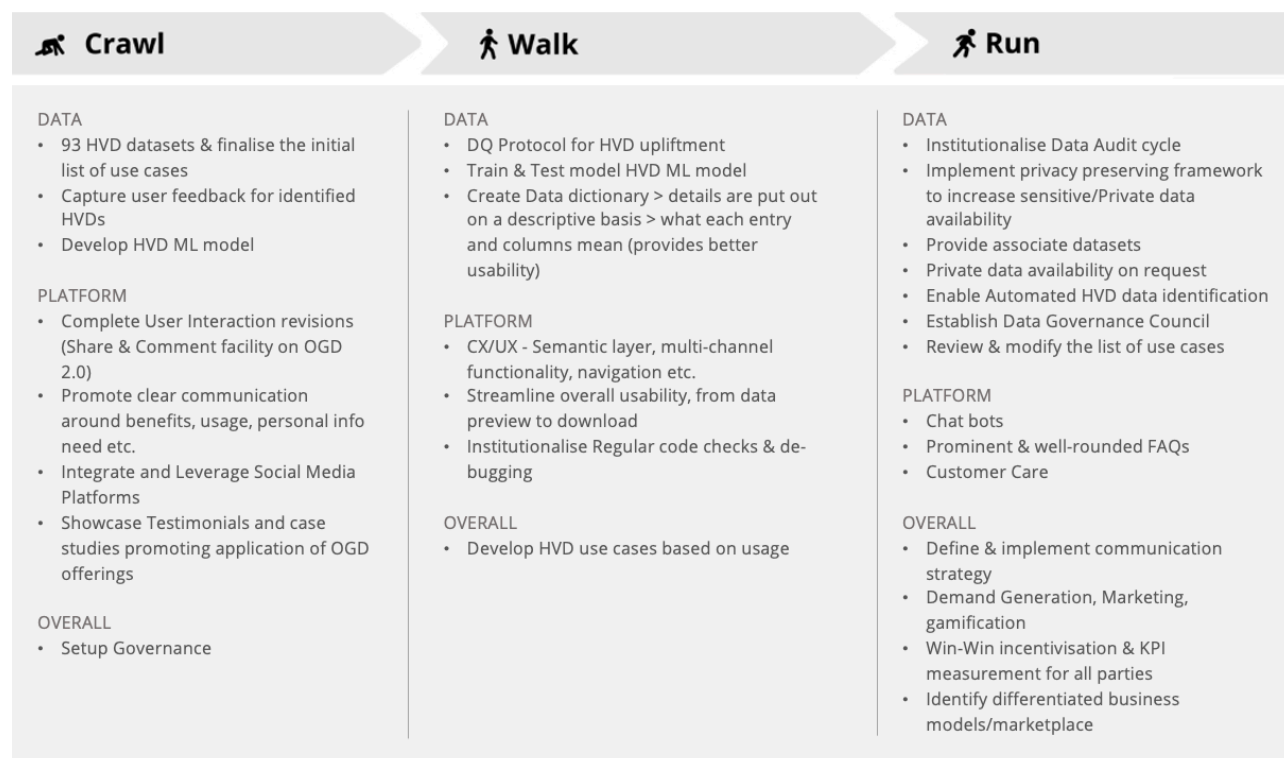 Crawl
Walk
Run
DATA
• 93 HVD datasets & finalise the initial
list of use cases
• Capture user feedback for identified
HVDs
• Develop HVD ML model
PLATFORM
• Complete User Interaction revisions
(Share & Comment facility on OGD
2.0)
• Promote clear communication
around benefits, usage, personal info
need etc.
• Integrate and Leverage Social Media
Platforms
• Showcase Testimonials and case
studies promoting application of OGD
offerings
OVERALL
• Setup Governance
DATA
• DQ Protocol for HVD upliftment
• Train & Test model HVD ML model
• Create Data dictionary > details are put out
on a descriptive basis > what each entry
and columns mean (provides better
usability)
PLATFORM
• CX/UX - Semantic layer, multi-channel
functionality, navigation etc.
• Streamline overall usability, from data
preview to download
• Institutionalise Regular code checks & de-
bugging
OVERALL
• Develop HVD use cases based on usage
DATA
• Institutionalise Data Audit cycle
• Implement privacy preserving framework
to increase sensitive/Private data
availability
• Provide associate datasets
• Private data availability on request
• Enable Automated HVD data identification
• Establish Data Governance Council
• Review & modify the list of use cases
PLATFORM
• Chat bots
• Prominent & well-rounded FAQs
• Customer Care
OVERALL
• Define & implement communication
strategy
• Demand Generation, Marketing,
gamification
• Win-Win incentivisation & KPI
measurement for all parties
• Identify differentiated business
models/marketplace